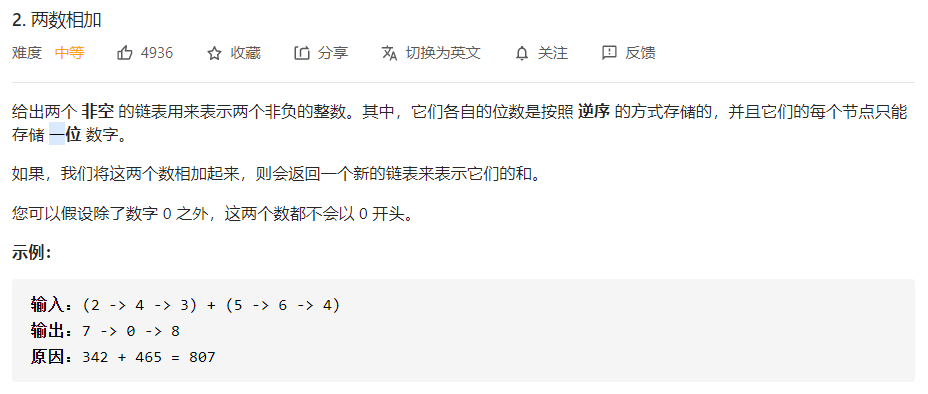 2. 两数相加
难度 中等 4936 收藏 分享 切换为英文 关注 反馈
给出两个 非空 的链表用来表示两个非负的整数。其中，它们各自的位数是按照 逆序 的方式存储的，并且它们的每个节点只能
存储 一位 数字。
如果，我们将这两个数相加起来，则会返回一个新的链表来表示它们的和。
您可以假设除了数字 0 之外，这两个数都不会以 0 开头。
示例：
输入：(2 -> 4 -> 3) + (5 -> 6 -> 4)
输出：7 -> 0 -> 8
原因：342 + 465 = 807